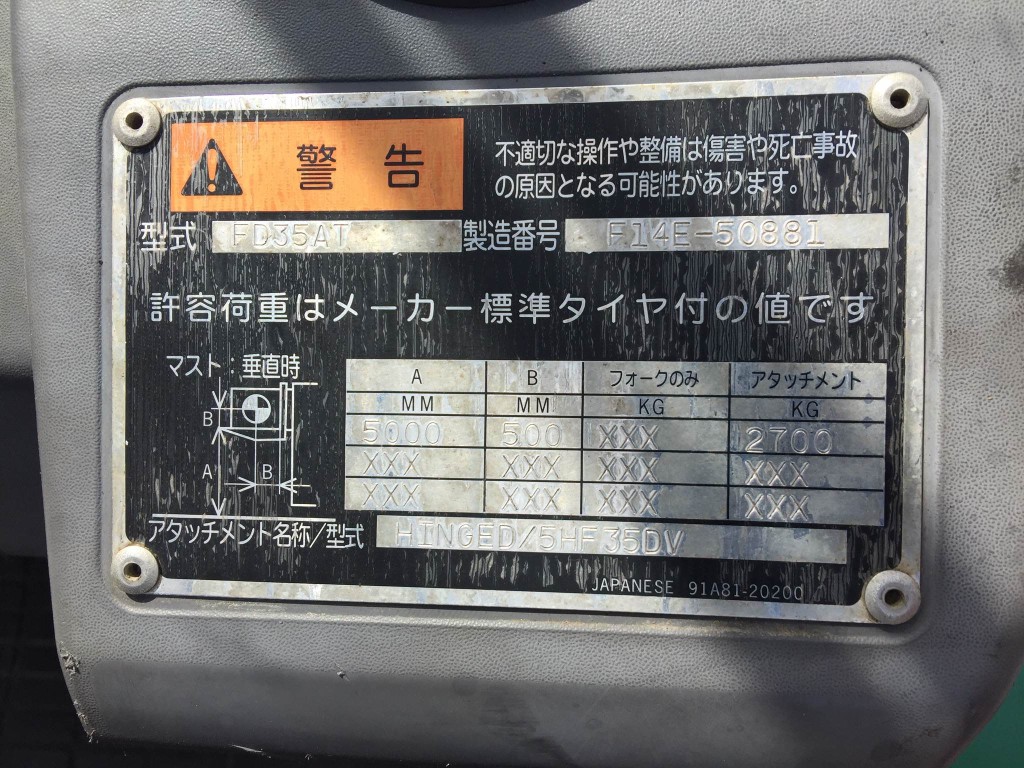 警告
不適切な操作や整備は傷害や死亡事故
の原因となる可能性があります。
型式 FD35AT 製造番号 F14E-50881
許容荷重はメーカー標準タイヤ付の値です
マスト:垂直時
A B フォークのみ アタッチメント
MM MM KG KG
5000 500 XXX 2700
XXX XXX XXX XXX
XXX XXX XXX XXX
B
A B
アタッチメント名称/型式 HINGED/5HF35DV
JAPANESE 91A81-20200